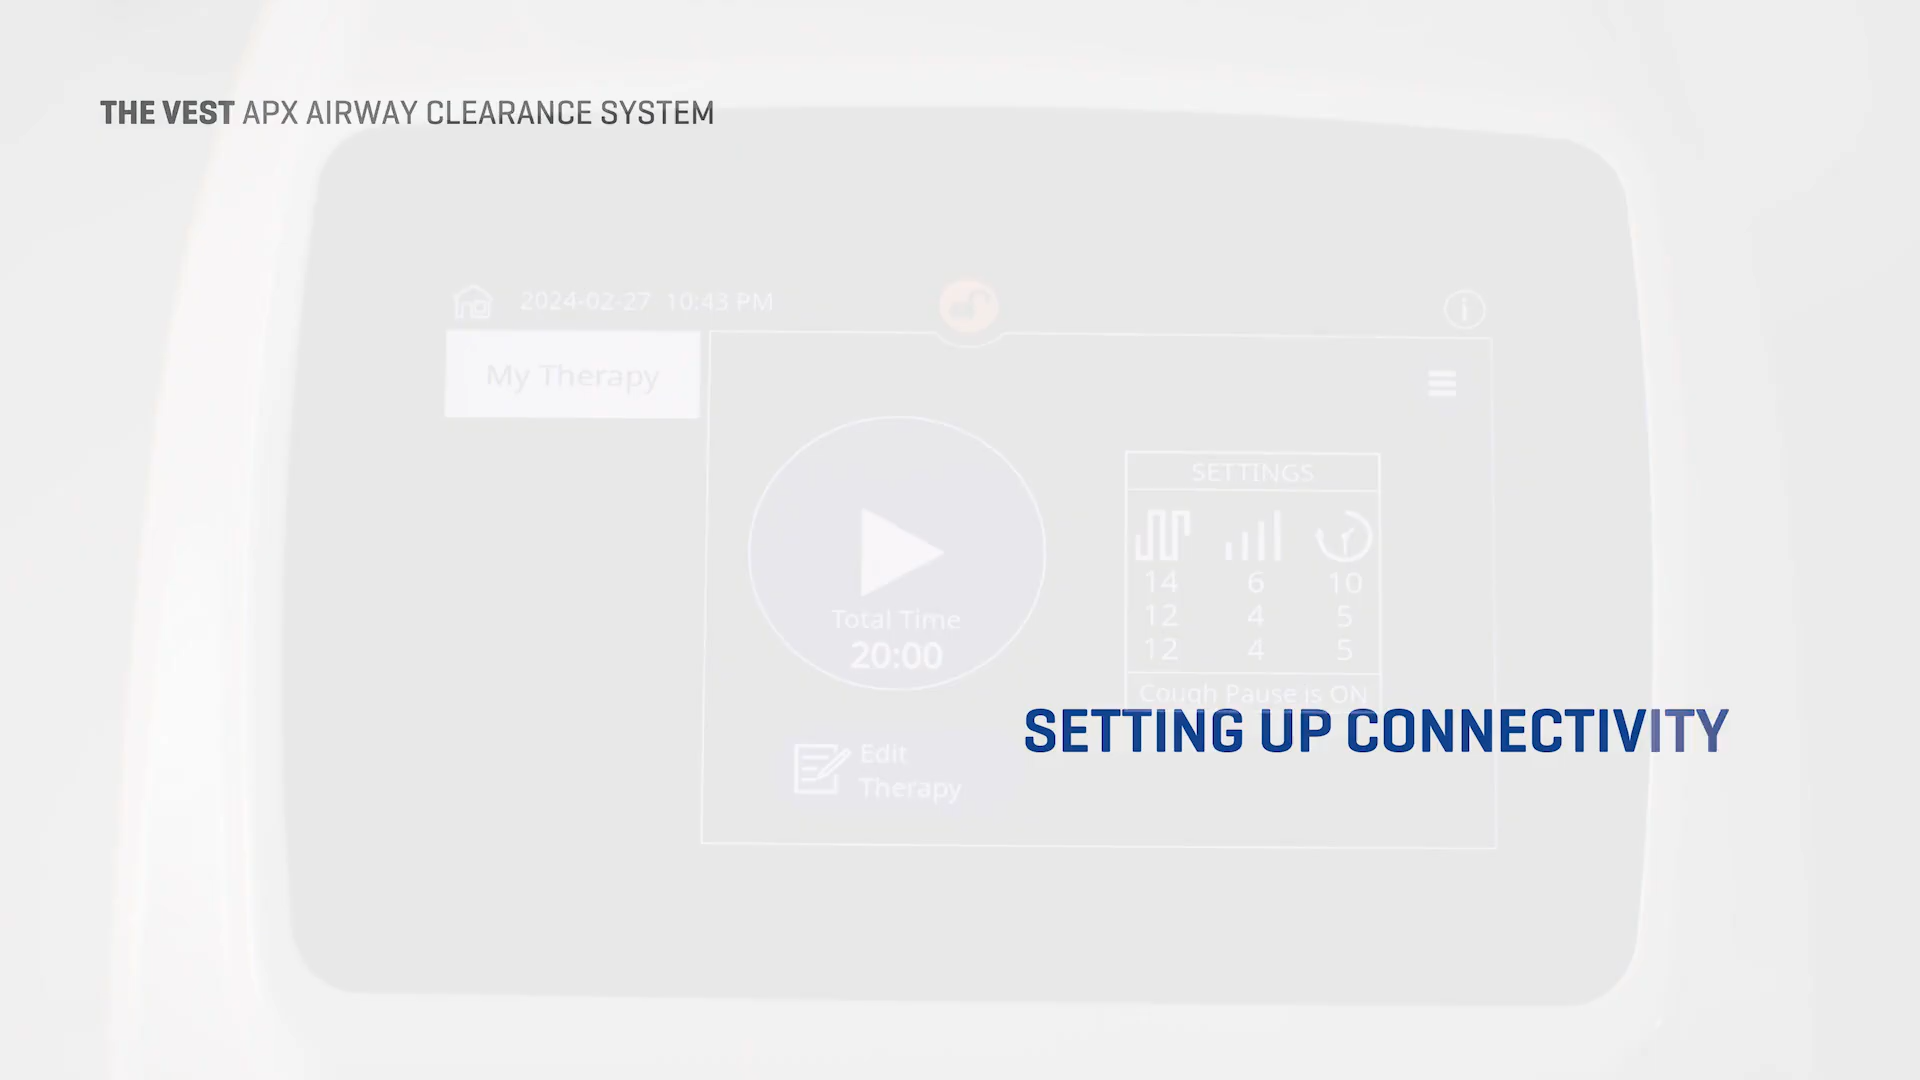 THE VEST APX AIRWAY CLEARANCE SYSTEM
2024-02-27 10:43 PM
My Therapy
SETTINGS
14 6 10
12 4 5
12 4 5
Cough Pause is ON
Total Time
20:00
SETTING UP CONNECTIVITY
Edit
Therapy